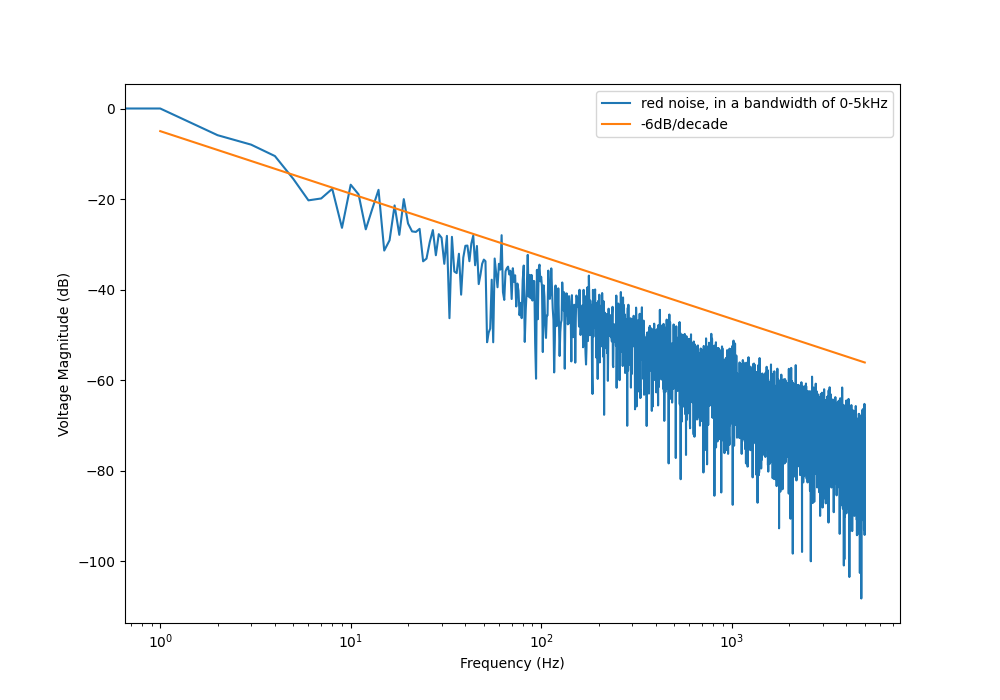 red noise, in a bandwidth of 0-5kHz
-6dB/decade
Voltage Magnitude (dB)
0
−20
−40
−60
−80
−100
10⁰
10¹
10²
10³
Frequency (Hz)